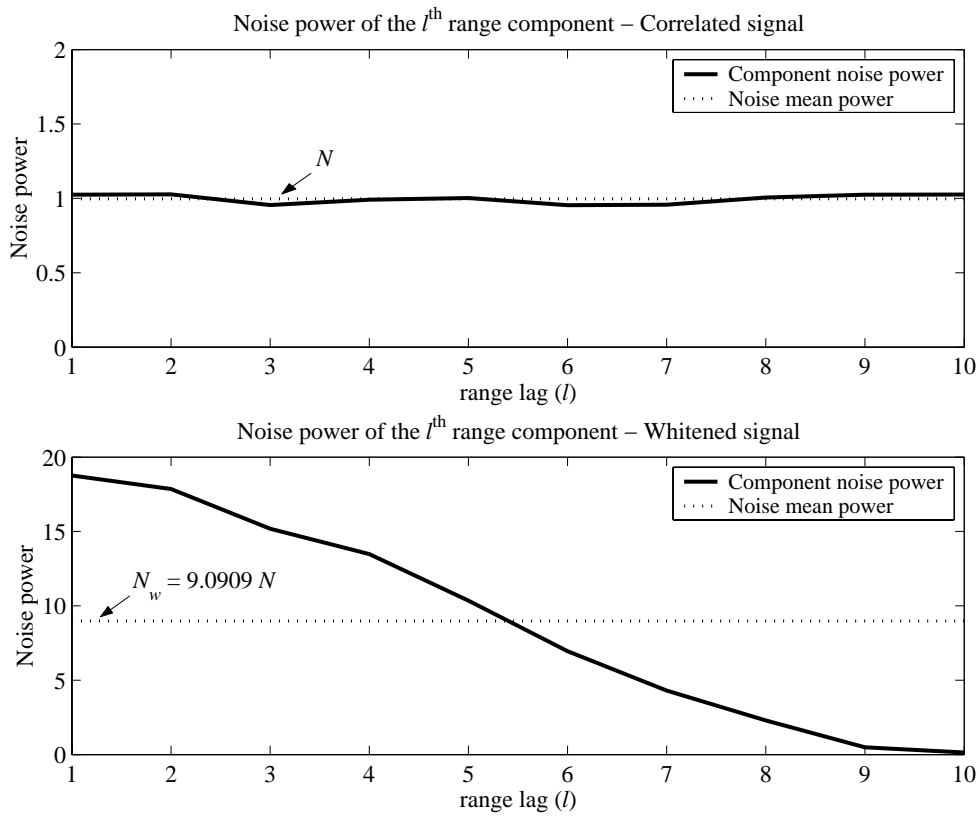 Noise power of the lth range component – Correlated signal
2
1.5
1
0.5
0
Noise power
Component noise power
Noise mean power
N
1 2 3 4 5 6 7 8 9 10
range lag (l)
Noise power of the lth range component – Whitened signal
20
15
10
5
0
Noise power
Component noise power
Noise mean power
Nw = 9.0909 N
1 2 3 4 5 6 7 8 9 10
range lag (l)